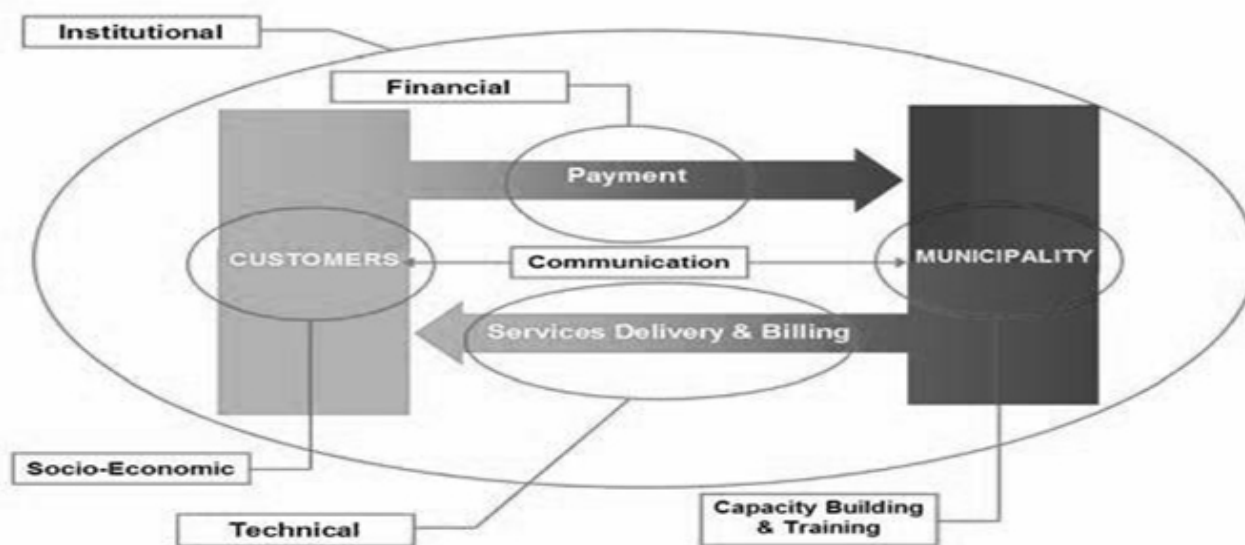 Institutional
Financial
Payment
CUSTOMERS
Communication
MUNICIPALITY
Services Delivery & Billing
Socio-Economic
Technical
Capacity Building
& Training